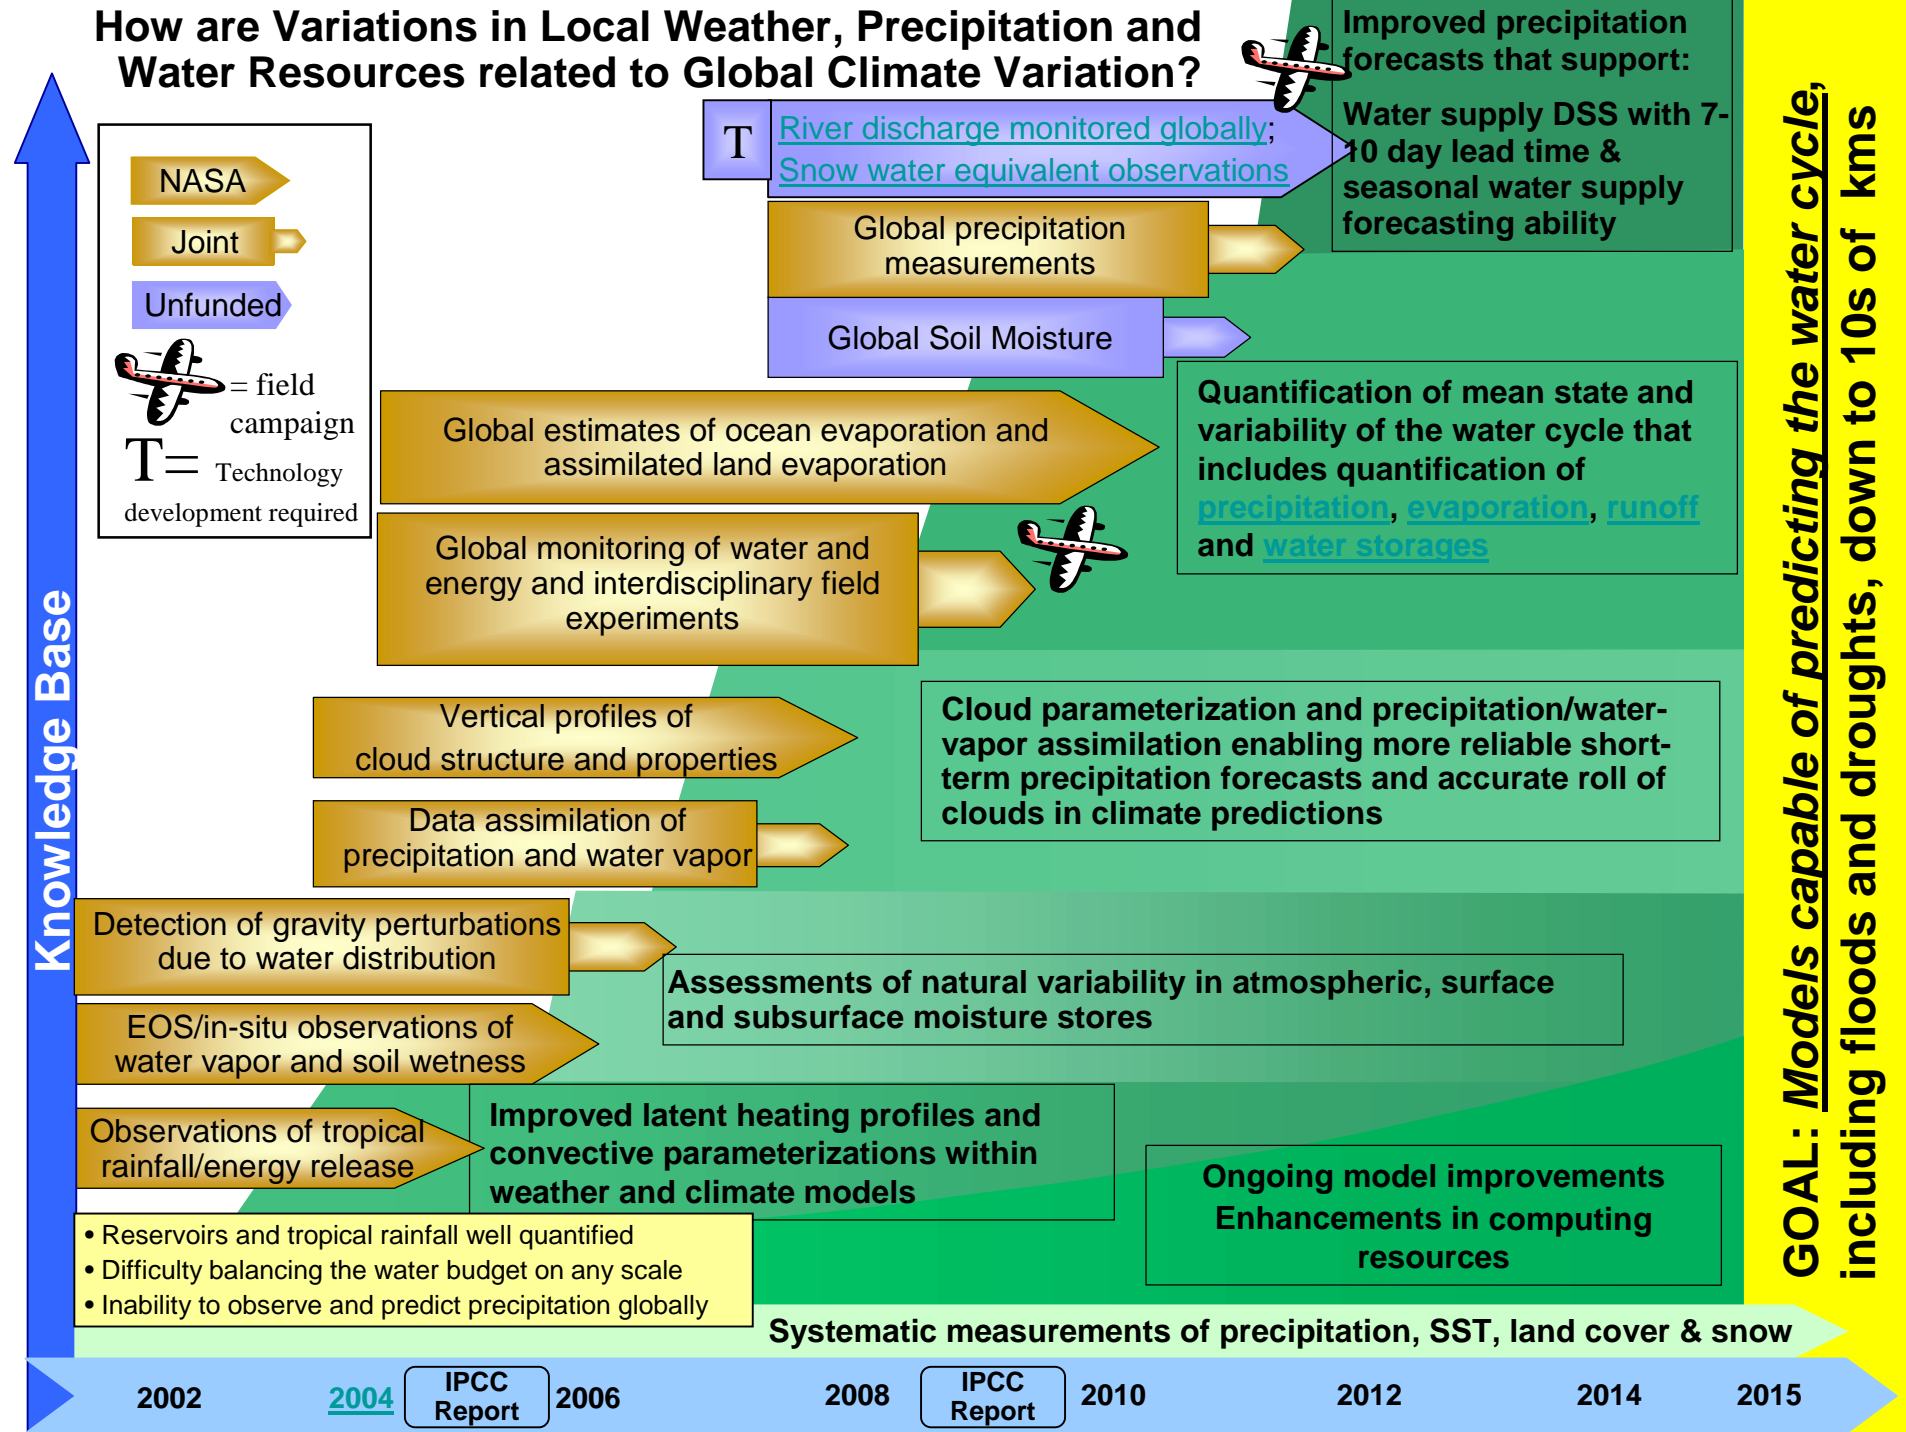 How are Variations in Local Weather, Precipitation and
Water Resources related to Global Climate Variation?
NASA
Joint
Unfunded
= field
campaign
T= Technology
development required
Knowledge Base
T
River discharge monitored globally;
Snow water equivalent observations
Improved precipitation
forecasts that support:
Water supply DSS with 7-
10 day lead time &
seasonal water supply
forecasting ability
Global precipitation
measurements
Global Soil Moisture
Global estimates of ocean evaporation and
assimilated land evaporation
Quantification of mean state and
variability of the water cycle that
includes quantification of
precipitation, evaporation, runoff
and water storages
Global monitoring of water and
energy and interdisciplinary field
experiments
Vertical profiles of
cloud structure and properties
Cloud parameterization and precipitation/water-
vapor assimilation enabling more reliable short-
term precipitation forecasts and accurate roll of
clouds in climate predictions
Data assimilation of
precipitation and water vapor
Detection of gravity perturbations
due to water distribution
Assessments of natural variability in atmospheric, surface
and subsurface moisture stores
EOS/in-situ observations of
water vapor and soil wetness
Observations of tropical
rainfall/energy release
Improved latent heating profiles and
convective parameterizations within
weather and climate models
Ongoing model improvements
Enhancements in computing
resources
• Reservoirs and tropical rainfall well quantified
• Difficulty balancing the water budget on any scale
• Inability to observe and predict precipitation globally
Systematic measurements of precipitation, SST, land cover & snow
2002
2004
IPCC
Report
2006
2008
IPCC
Report
2010
2012
2014
2015
GOAL: Models capable of predicting the water cycle,
including floods and droughts, down to 10s of kms